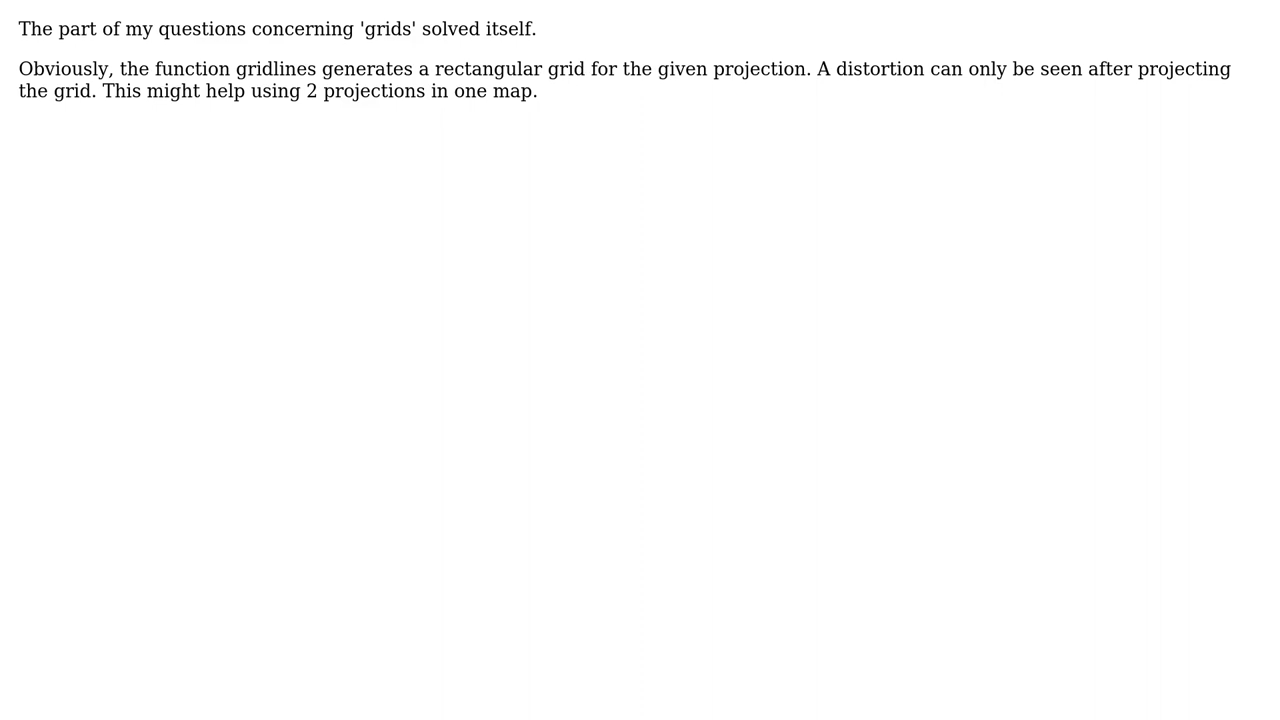 The part of my questions concerning 'grids' solved itself.
Obviously, the function gridlines generates a rectangular grid for the given projection. A distortion can only be seen after projecting
the grid. This might help using 2 projections in one map.